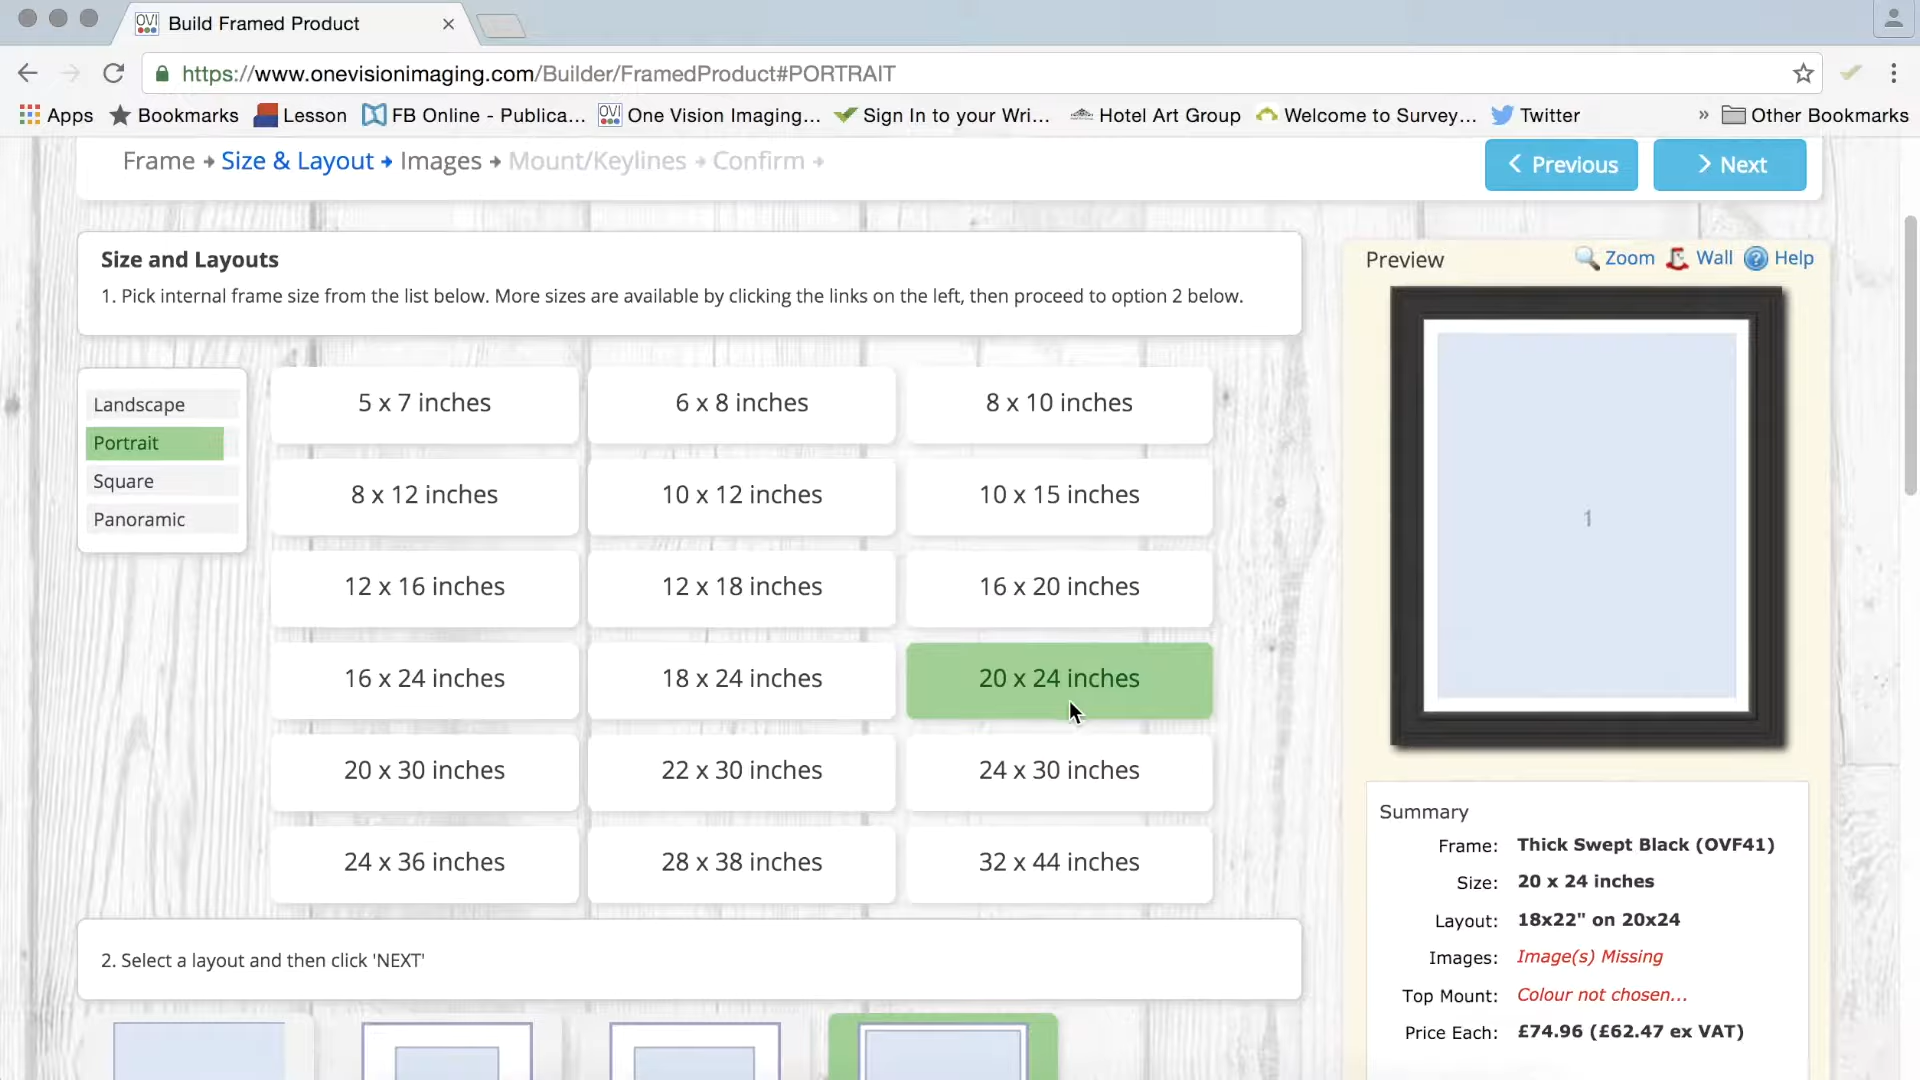 OVI Build Framed Product
https://www.onevisionimaging.com/Builder/FramedProduct#PORTRAIT
Apps Bookmarks Lesson FB Online - Publica... OVI One Vision Imaging... Sign In to your Wri... Hotel Art Group Welcome to Survey... Twitter » Other Bookmarks
Frame Size & Layout Images Mount/Keylines Confirm
Previous Next
Size and Layouts
1. Pick internal frame size from the list below. More sizes are available by clicking the links on the left, then proceed to option 2 below.
Landscape
Portrait
Square
Panoramic
5 x 7 inches 6 x 8 inches 8 x 10 inches
8 x 12 inches 10 x 12 inches 10 x 15 inches
12 x 16 inches 12 x 18 inches 16 x 20 inches
16 x 24 inches 18 x 24 inches 20 x 24 inches
20 x 30 inches 22 x 30 inches 24 x 30 inches
24 x 36 inches 28 x 38 inches 32 x 44 inches
2. Select a layout and then click 'NEXT'
Preview Zoom Wall ? Help
1
Summary
Frame: Thick Swept Black (OVF41)
Size: 20 x 24 inches
Layout: 18x22" on 20x24
Images: Image(s) Missing
Top Mount: Colour not chosen...
Price Each: £74.96 (£62.47 ex VAT)